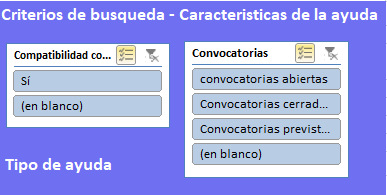 Criterios de busqueda - Caracteristicas de la ayuda
Compatibilidad co...
Sí
(en blanco)
Convocatorias
convocatorias abiertas
Convocatorias cerrad...
Convocatorias previst...
(en blanco)
Tipo de ayuda